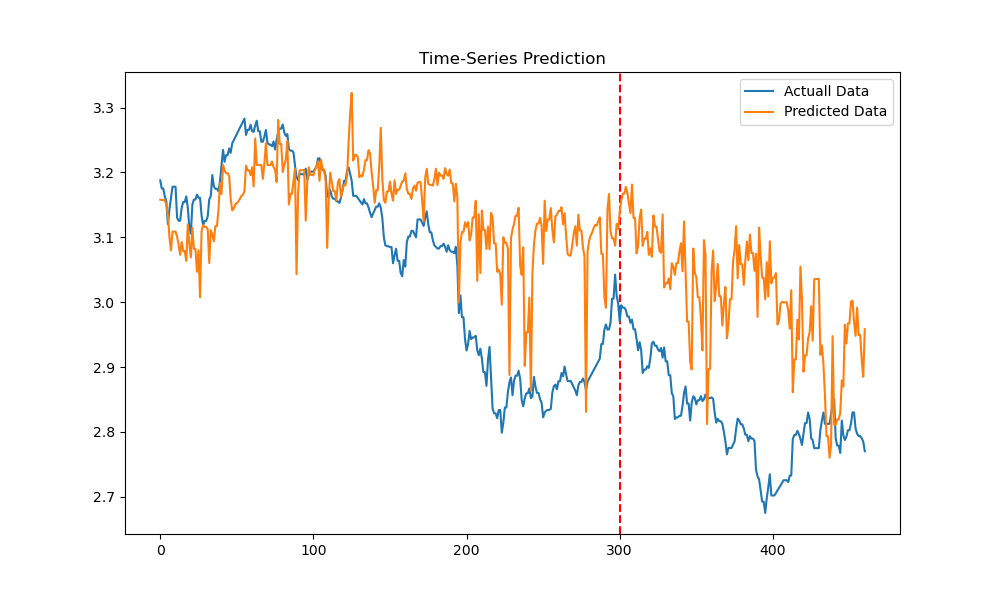 Time-Series Prediction
Actuall Data
Predicted Data
3.3
3.2
3.1
3.0
2.9
2.8
2.7
0 100 200 300 400